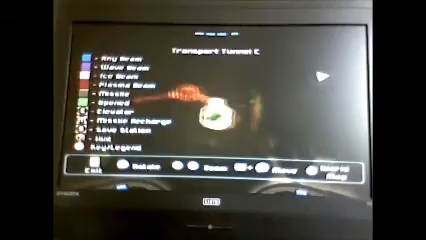 Transport Tunnel C
- Any Beam
- Wave Beam
- Ice Beam
- Plasma Beam
- Missile
- Opened
- Elevator
- Missile Recharge
- Save Station
- Hint
Key/Legend
Exit
Rotate
Zoom
+
Move
World Map